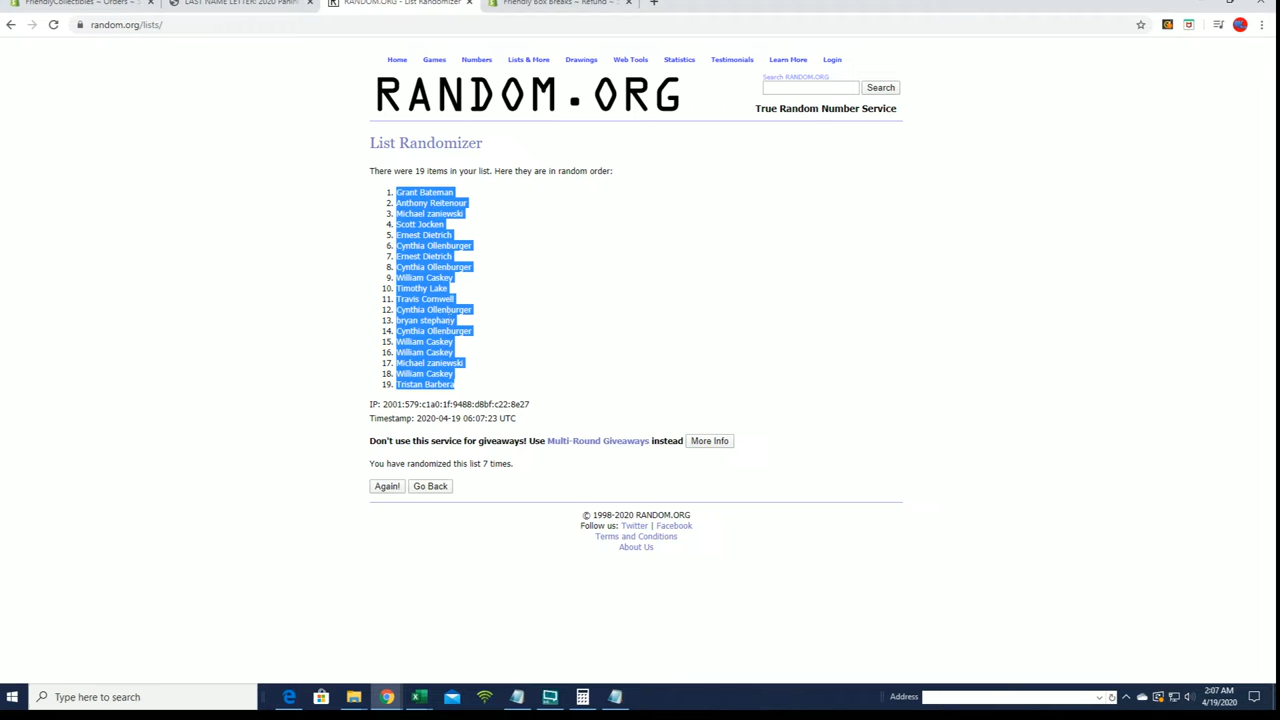 FriendlyCollectibles ~ Orders ~
LAST NAME LETTER! 2020 Panini
RANDOM.ORG - List Randomizer
Friendly Box Breaks ~ Refund ~
random.org/lists/
Home Games Numbers Lists & More Drawings Web Tools Statistics Testimonials Learn More Login
RANDOM.ORG
Search RANDOM.ORG
Search
True Random Number Service
List Randomizer
There were 19 items in your list. Here they are in random order:
1. Grant Bateman
2. Anthony Reitenour
3. Michael zaniewski
4. Scott Jocken
5. Ernest Dietrich
6. Cynthia Ollenburger
7. Ernest Dietrich
8. Cynthia Ollenburger
9. William Caskey
10. Timothy Lake
11. Travis Cornwell
12. Cynthia Ollenburger
13. bryan stephany
14. Cynthia Ollenburger
15. William Caskey
16. William Caskey
17. Michael zaniewski
18. William Caskey
19. Tristan Barbera
IP: 2001:579:c1a0:1f:9488:d8bf:c22:8e27
Timestamp: 2020-04-19 06:07:23 UTC
Don't use this service for giveaways! Use Multi-Round Giveaways instead More Info
You have randomized this list 7 times.
Again! Go Back
© 1998-2020 RANDOM.ORG
Follow us: Twitter | Facebook
Terms and Conditions
About Us
Type here to search
Address
2:07 AM
4/19/2020